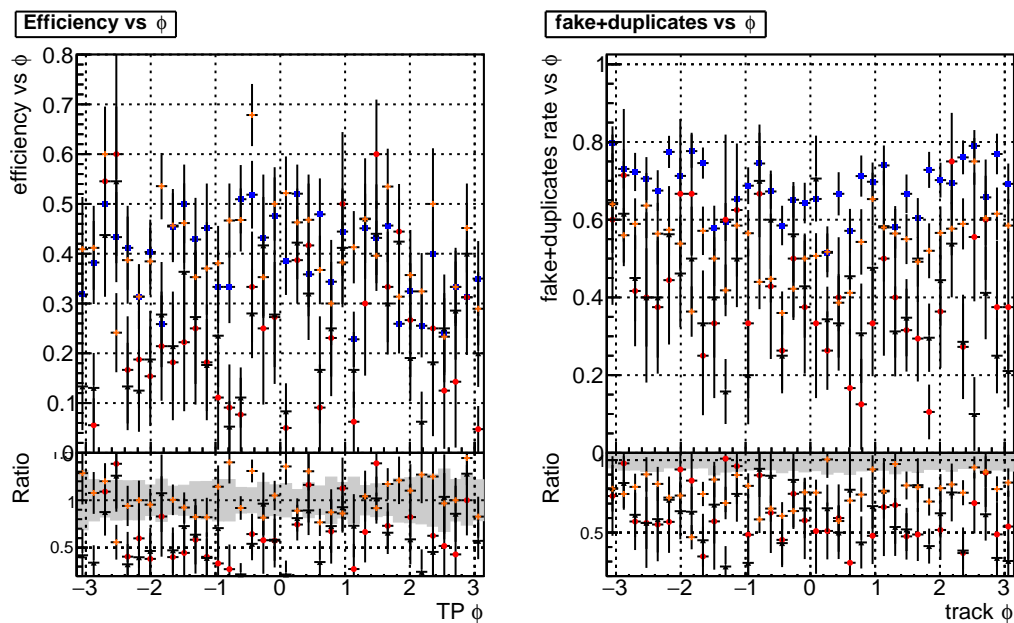 Efficiency vs ϕ
efficiency vs ϕ
0.8
0.7
0.6
0.5
0.4
0.3
0.2
0.1
0
Ratio
1
0.5
−3 −2 −1 0 1 2 3
TP ϕ
fake+duplicates vs ϕ
fake+duplicates rate vs ϕ
1
0.8
0.6
0.4
0.2
0
Ratio
1
0.5
−3 −2 −1 0 1 2 3
track ϕ